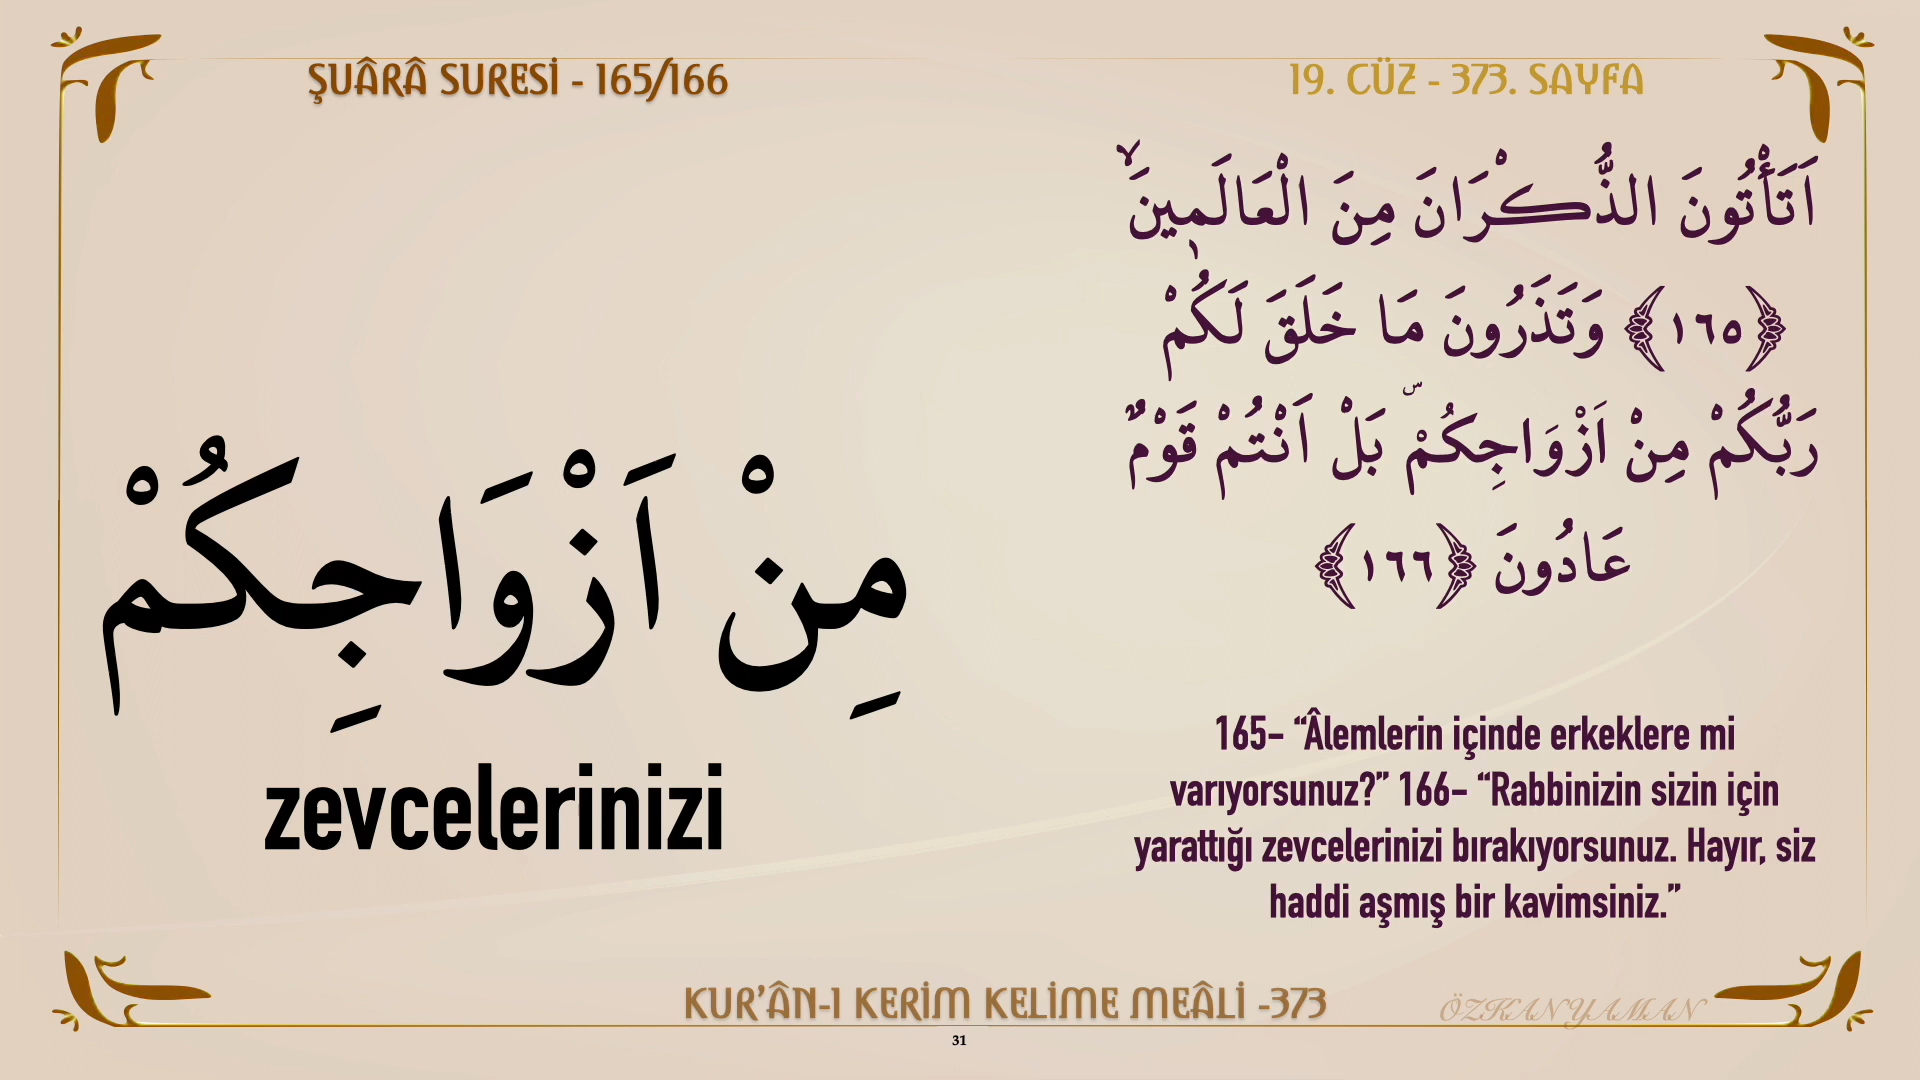 ŞUÂRÂ SURESİ - 165/166
19. CÜZ - 373. SAYFA
اَتَأْتُونَ الذُّكْرَانَ مِنَ الْعَالَمٖينَۙ
﴿١٦٥﴾ وَتَذَرُونَ مَا خَلَقَ لَكُمْ
رَبُّكُمْ مِنْ اَزْوَاجِكُمْۜ بَلْ اَنْتُمْ قَوْمٌ
عَادُونَ ﴿١٦٦﴾
مِنْ اَزْوَاجِكُمْ
zevcelerinizi
165– “Âlemlerin içinde erkeklere mi
varıyorsunuz?” 166– “Rabbinizin sizin için
yarattığı zevcelerinizi bırakıyorsunuz. Hayır, siz
haddi aşmış bir kavimsiniz.”
KUR’ÂN-I KERİM KELİME MEÂLİ -373
ÖZKAN YAMAN
31